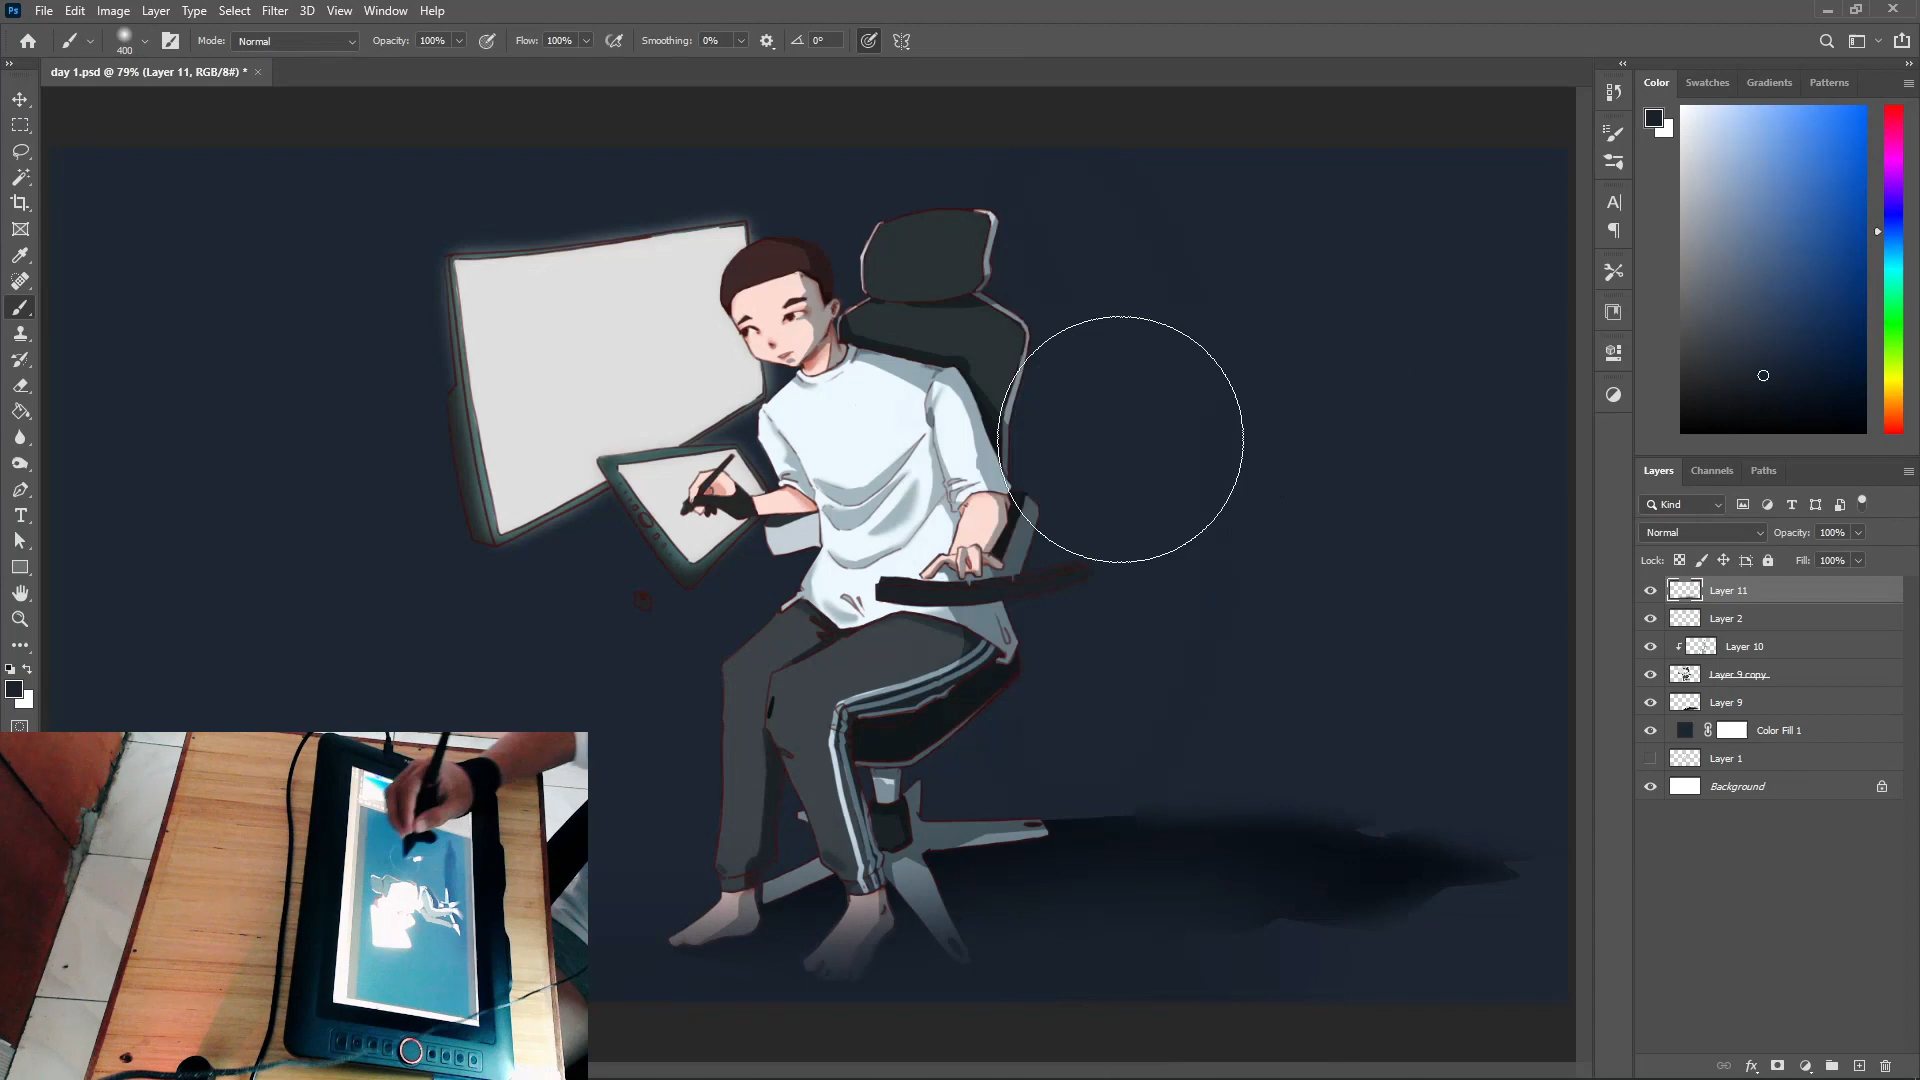 Ps File Edit Image Layer Type Select Filter 3D View Window Help
400 Mode: Normal Opacity: 100% Flow: 100% Smoothing: 0% 0°
day 1.psd @ 79% (Layer 11, RGB/8#) * ×
Color Swatches Gradients Patterns
Layers Channels Paths
Kind
Normal Opacity: 100%
Lock: Fill: 100%
Layer 11
Layer 2
Layer 10
Layer 9 copy
Layer 9
Color Fill 1
Layer 1
Background
fx